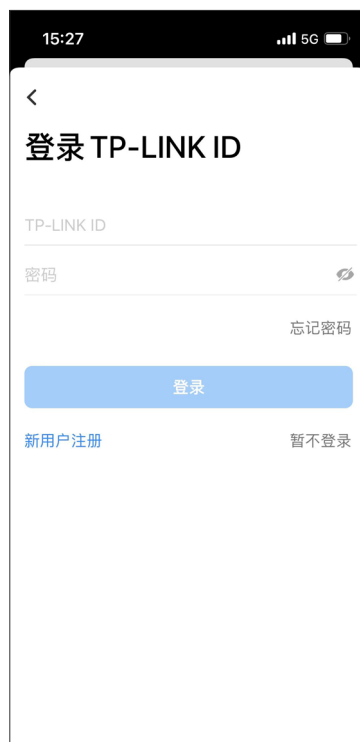 15:27 5G
登录 TP-LINK ID
TP-LINK ID
密码
忘记密码
登录
新用户注册 暂不登录